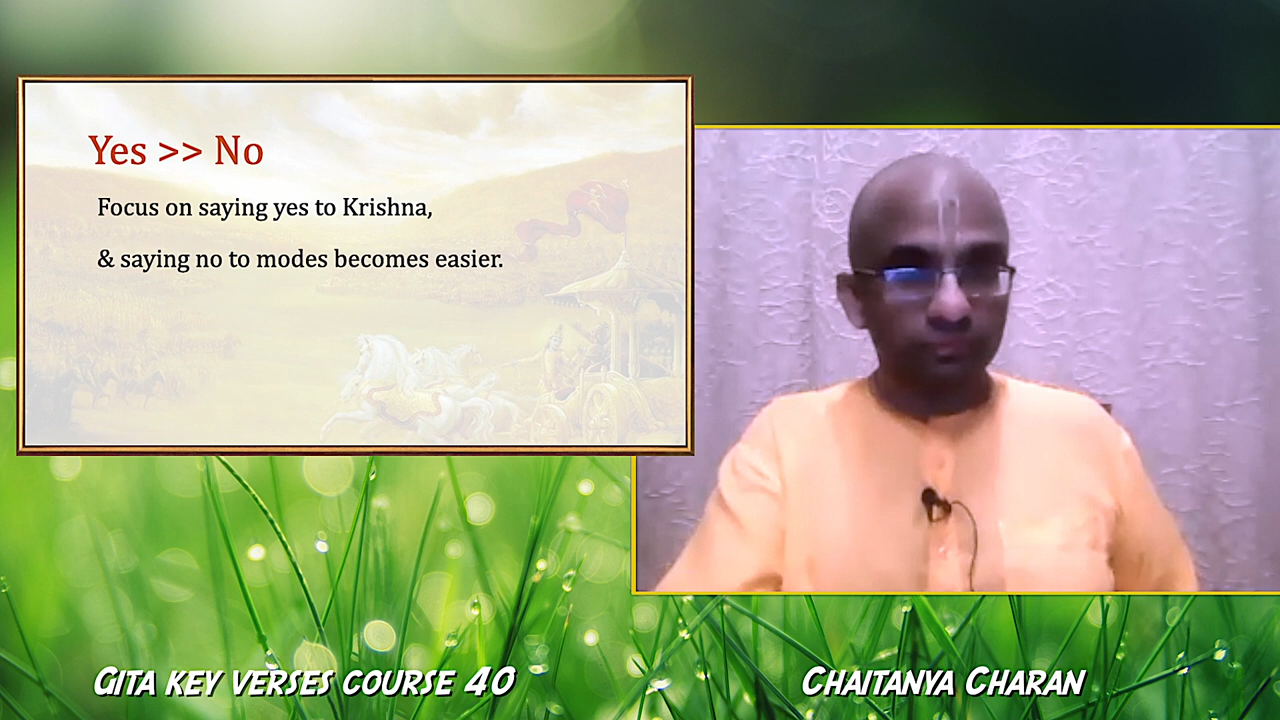 Yes >> No
Focus on saying yes to Krishna,
& saying no to modes becomes easier.
Gita key verses course 40
Chaitanya Charan